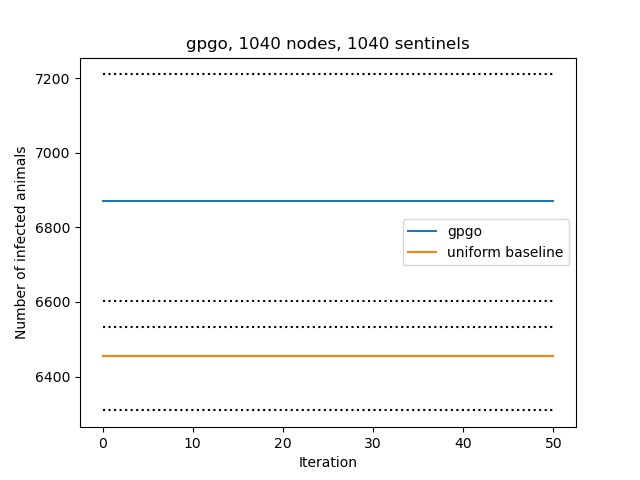 gpgo, 1040 nodes, 1040 sentinels
Number of infected animals
7200
7000
6800
6600
6400
gpgo
uniform baseline
0 10 20 30 40 50
Iteration